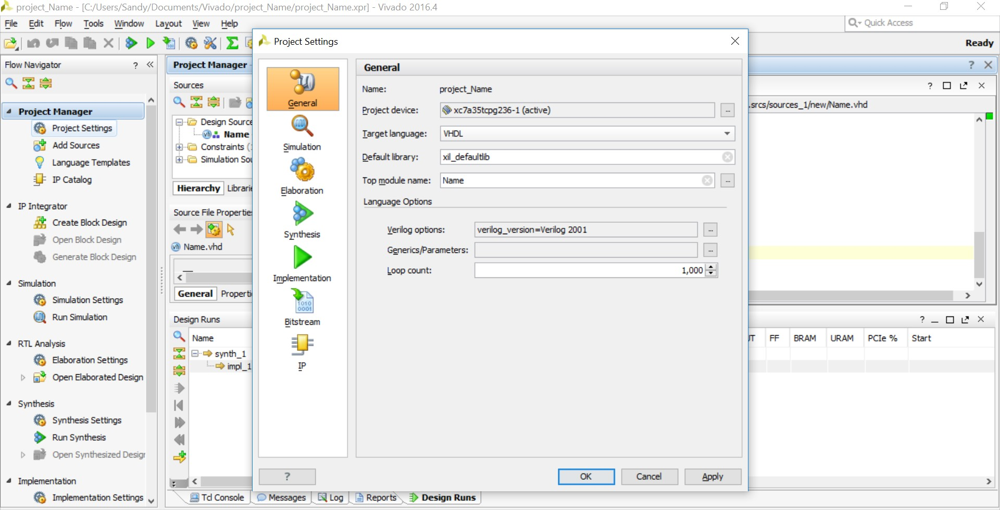 project_Name - [C:/Users/Sandy/Documents/Vivado/project_Name/project_Name.xpr] - Vivado 2016.4
File Edit Flow Tools Window Layout View Help
Quick Access
Ready
Flow Navigator
Project Manager
Project Settings
Add Sources
Language Templates
IP Catalog
IP Integrator
Create Block Design
Open Block Design
Generate Block Design
Simulation
Simulation Settings
Run Simulation
RTL Analysis
Elaboration Settings
Open Elaborated Design
Synthesis
Synthesis Settings
Run Synthesis
Open Synthesized Desig
Implementation
Implementation Settings
Project Manager -
Sources
Design Source
Name
Constraints (
Simulation Sou
Hierarchy Librarie
Source File Propertie
Name.vhd
General Properti
Design Runs
Name
synth_1
impl_1
Project Settings
General
Simulation
Elaboration
Synthesis
Implementation
Bitstream
IP
General
Name: project_Name
Project device: xc7a35tcpg236-1 (active) ...
Target language: VHDL
Default library: xil_defaultlib
Top module name: Name ...
Language Options
Verilog options: verilog_version=Verilog 2001 ...
Generics/Parameters: ...
Loop count: 1,000
? OK Cancel Apply
.srcs/sources_1/new/Name.vhd
UT FF BRAM URAM PCIe % Start
Tcl Console Messages Log Reports Design Runs